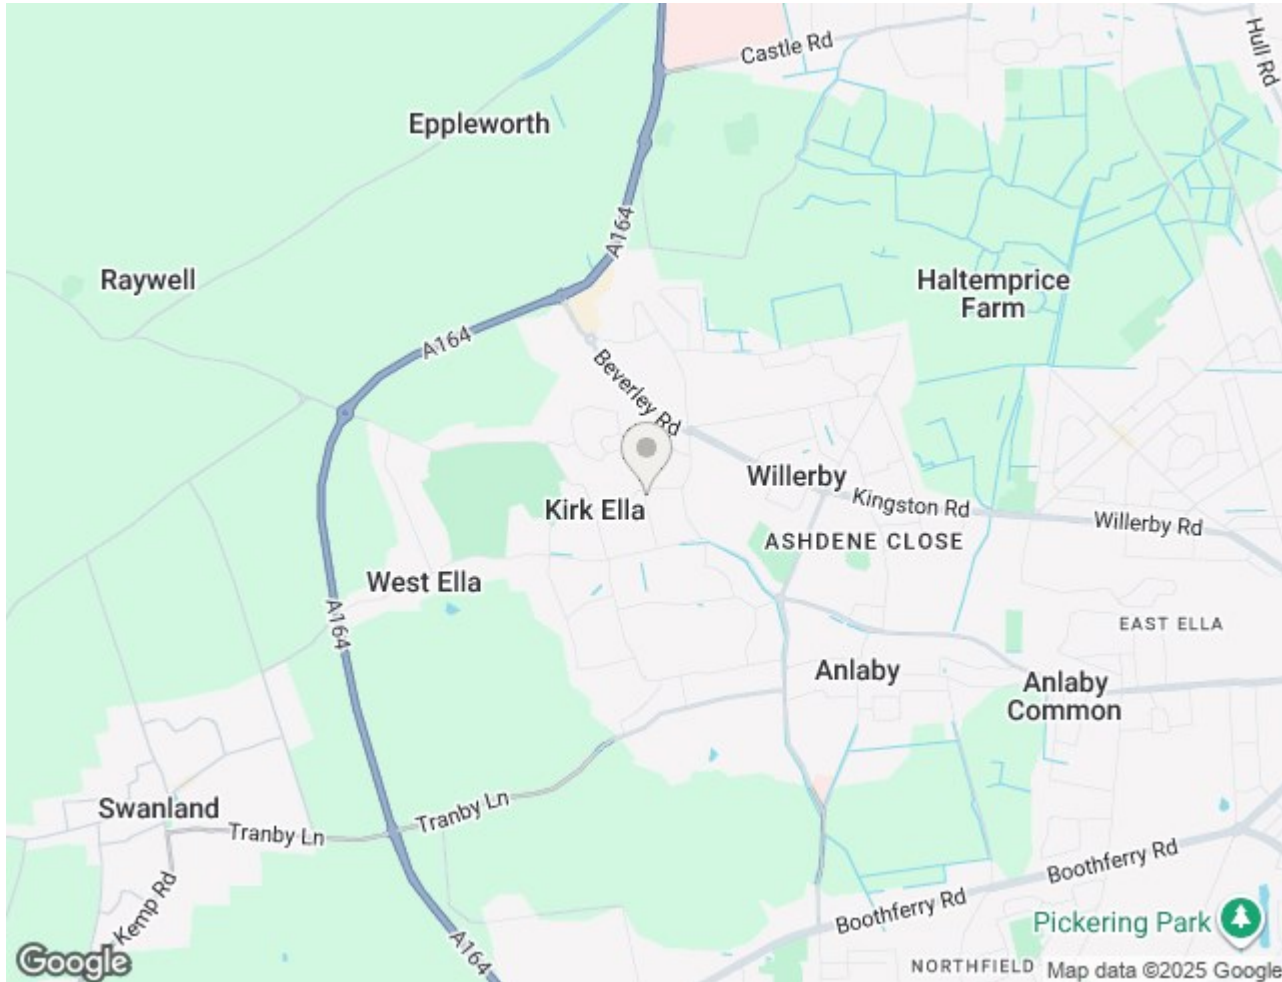 Castle Rd
Hull Rd
Eppleworth
A164
Raywell
Haltemprice
Farm
A164
Beverley Rd
Willerby
Kingston Rd
Willerby Rd
Kirk Ella
ASHDENE CLOSE
West Ella
A164
EAST ELLA
Anlaby
Anlaby
Common
Swanland
Tranby Ln
Tranby Ln
Boothferry Rd
Kemp Rd
Boothferry Rd
Pickering Park
A164
NORTHFIELD
Google
Map data ©2025 Google